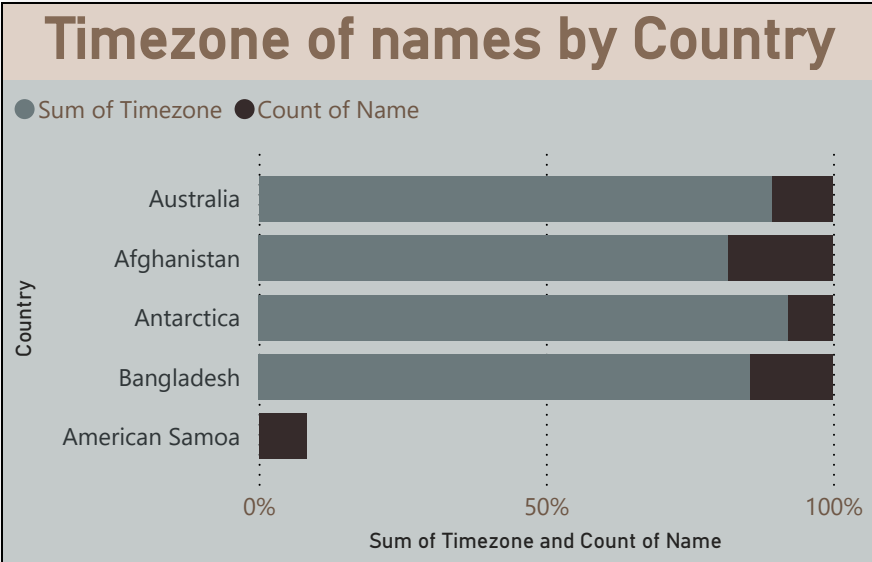 Timezone of names by Country
Sum of Timezone Count of Name
Australia
Afghanistan
Antarctica
Bangladesh
American Samoa
Country
0% 50% 100%
Sum of Timezone and Count of Name